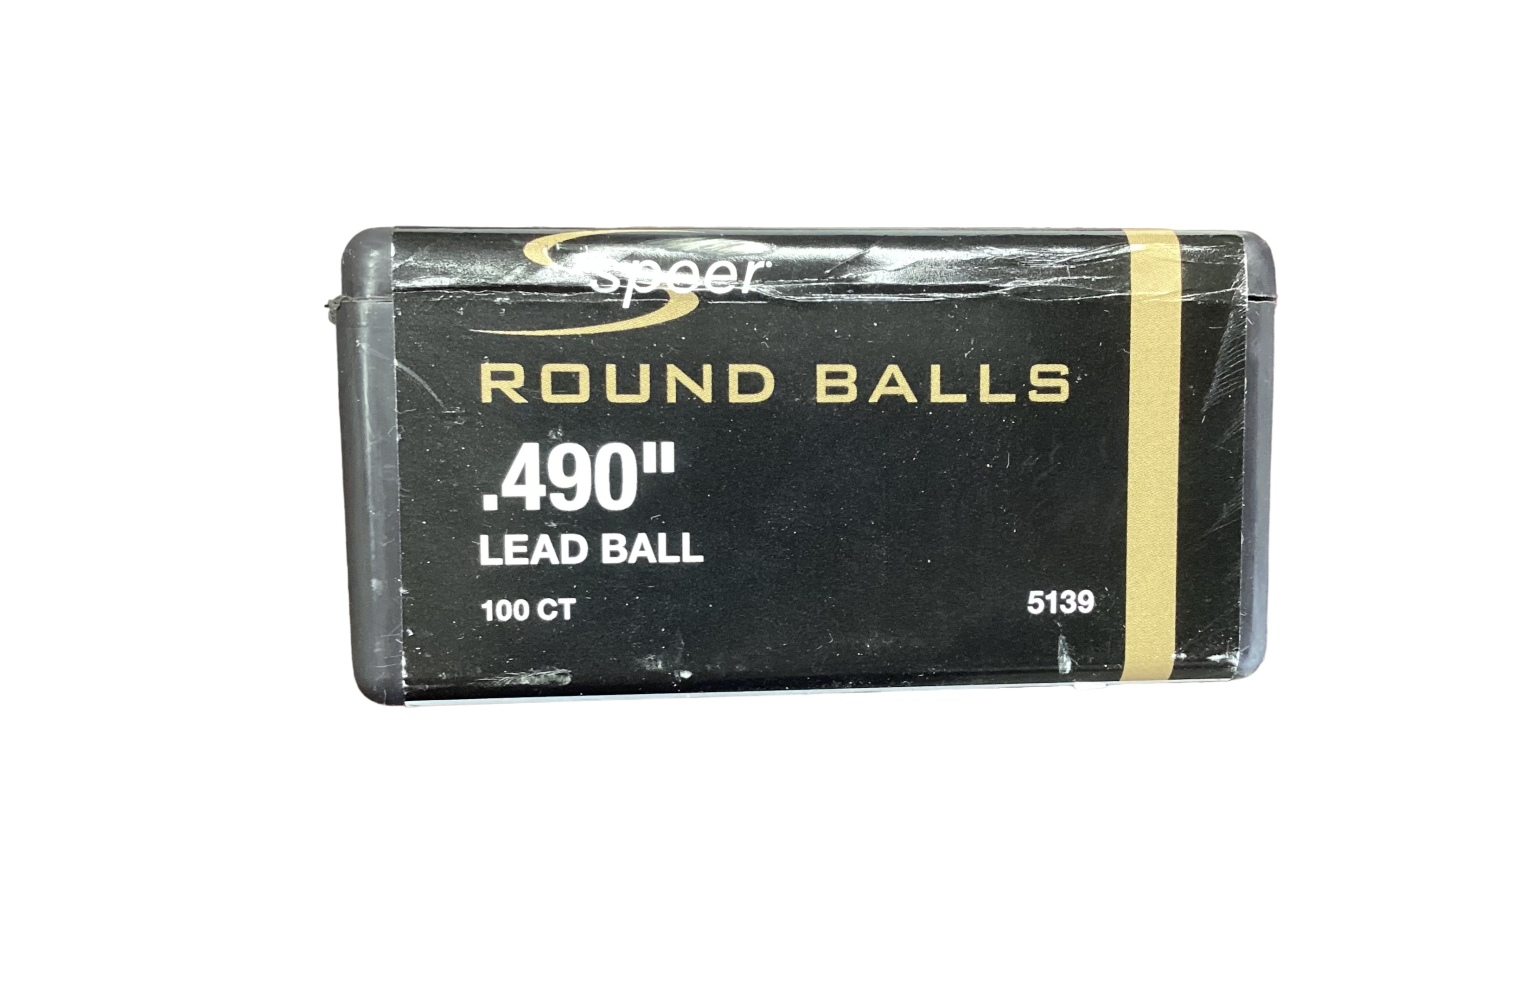 speer
ROUND BALLS
.490"
LEAD BALL
100 CT
5139